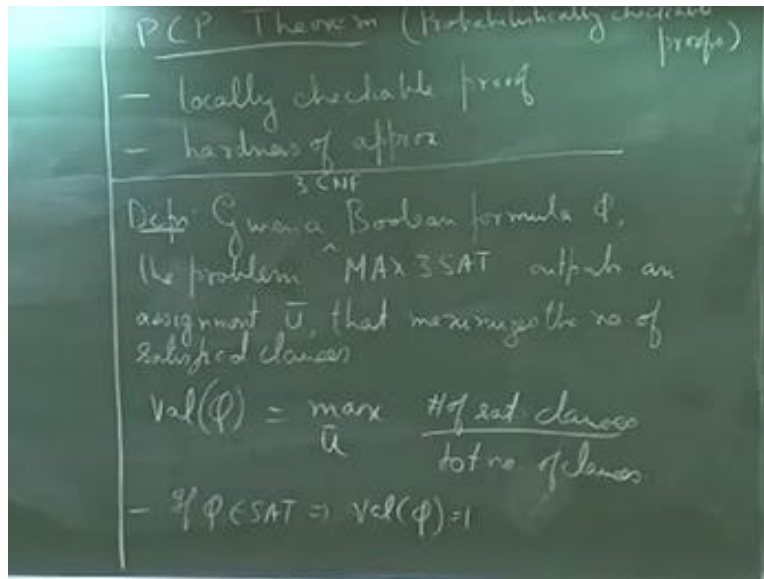 PCP Theorem (Probabilistically checkable
proofs)
- locally checkable proof
- hardness of approx
3 CNF
Defn Given a ^ Boolean formula φ,
the problem MAX 3SAT outputs an
assignment ū, that maximizes the no of
satisfied clauses
Val(φ) = max # of sat. clauses
ū tot no. of clauses
- If φ ∈ SAT ⇒ Val(φ)=1